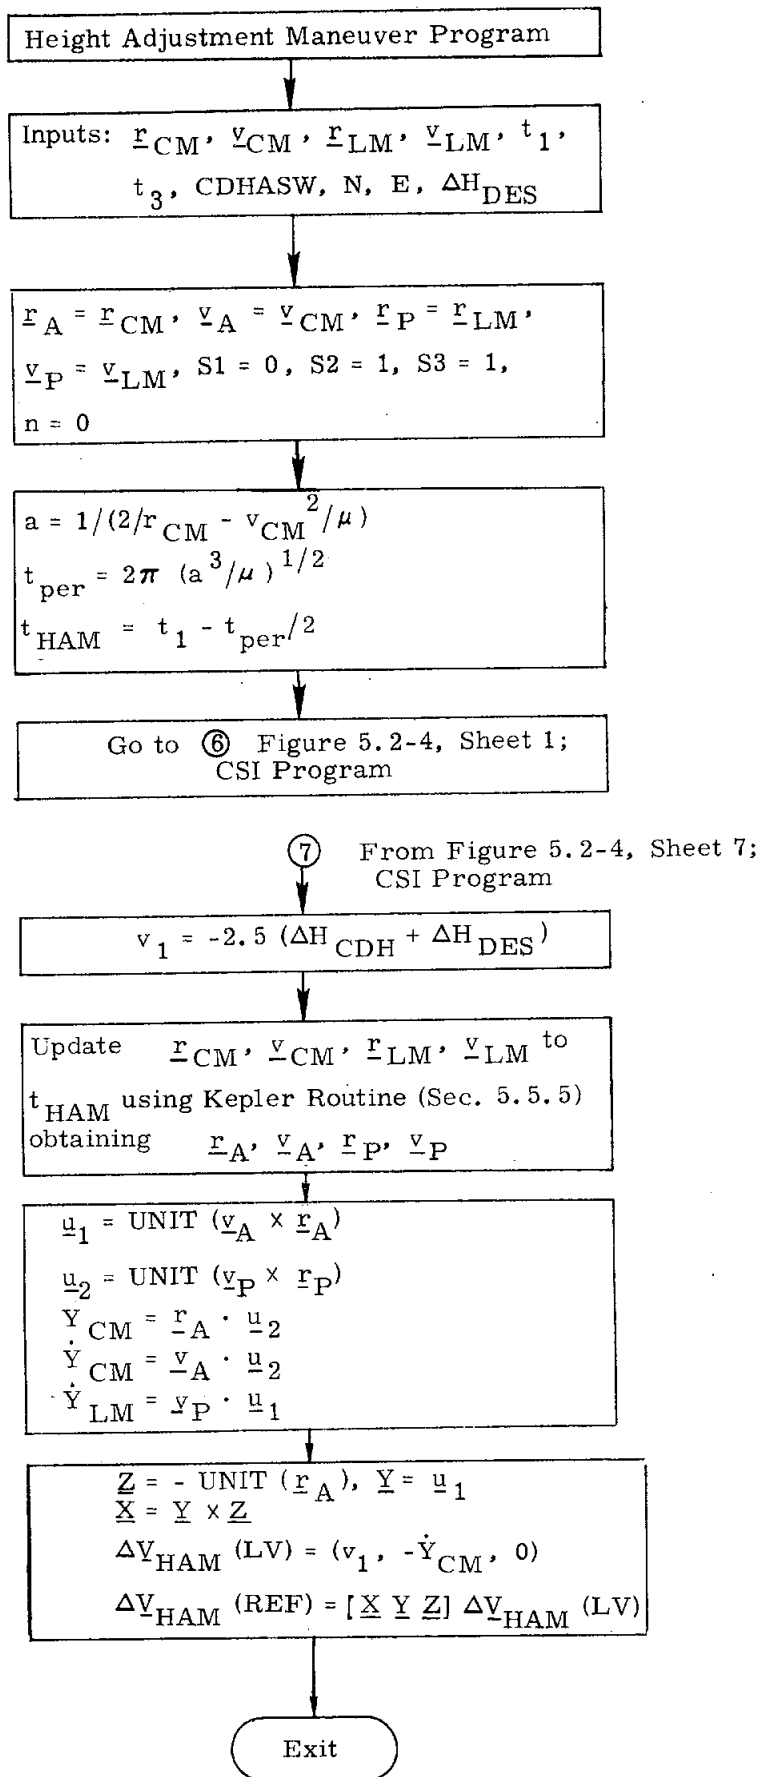 Height Adjustment Maneuver Program
Inputs: r_CM, v_CM, r_LM, v_LM, t_1,
t_3, CDHASW, N, E, ΔH_DES
r_A = r_CM, v_A = v_CM, r_P = r_LM,
v_P = v_LM, S1 = 0, S2 = 1, S3 = 1,
n = 0
a = 1/(2/r_CM - v_CM^2/μ)
t_per = 2π (a^3/μ)^1/2
t_HAM = t_1 - t_per/2
Go to ⑥ Figure 5.2-4, Sheet 1;
CSI Program
⑦ From Figure 5.2-4, Sheet 7;
CSI Program
v_1 = -2.5 (ΔH_CDH + ΔH_DES)
Update r_CM, v_CM, r_LM, v_LM to
t_HAM using Kepler Routine (Sec. 5.5.5)
obtaining r_A, v_A, r_P, v_P
u_1 = UNIT (v_A × r_A)
u_2 = UNIT (v_P × r_P)
Y_CM = r_A · u_2
Ẏ_CM = v_A · u_2
Ẏ_LM = v_P · u_1
Z = - UNIT (r_A), Y = u_1
X = Y × Z
ΔV_HAM (LV) = (v_1, -Ẏ_CM, 0)
ΔV_HAM (REF) = [X Y Z] ΔV_HAM (LV)
Exit